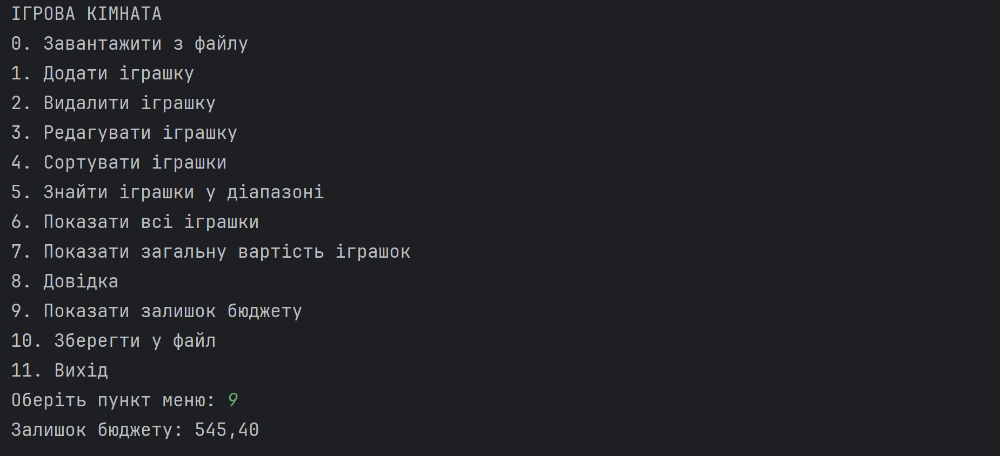 ІГРОВА КІМНАТА
0. Завантажити з файлу
1. Додати іграшку
2. Видалити іграшку
3. Редагувати іграшку
4. Сортувати іграшки
5. Знайти іграшки у діапазоні
6. Показати всі іграшки
7. Показати загальну вартість іграшок
8. Довідка
9. Показати залишок бюджету
10. Зберегти у файл
11. Вихід
Оберіть пункт меню: 9
Залишок бюджету: 545,40